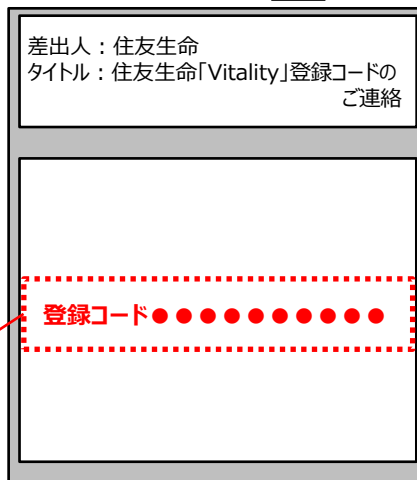 差出人：住友生命
タイトル：住友生命「Vitality」登録コードの
ご連絡
登録コード●●●●●●●●●●